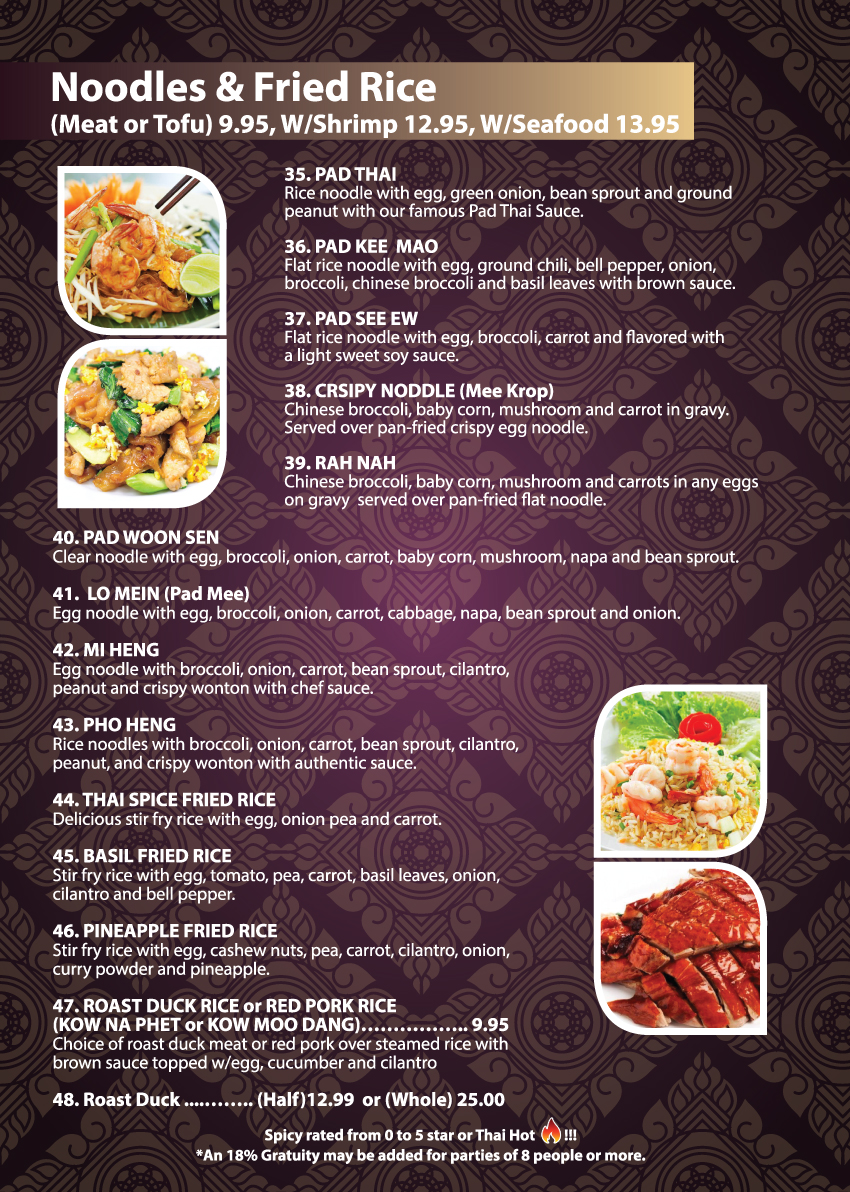 Noodles & Fried Rice
(Meat or Tofu) 9.95, W/Shrimp 12.95, W/Seafood 13.95
35. PAD THAI
Rice noodle with egg, green onion, bean sprout and ground
peanut with our famous Pad Thai Sauce.
36. PAD KEE MAO
Flat rice noodle with egg, ground chili, bell pepper, onion,
broccoli, chinese broccoli and basil leaves with brown sauce.
37. PAD SEE EW
Flat rice noodle with egg, broccoli, carrot and flavored with
a light sweet soy sauce.
38. CRSIPY NODDLE (Mee Krop)
Chinese broccoli, baby corn, mushroom and carrot in gravy.
Served over pan-fried crispy egg noodle.
39. RAH NAH
Chinese broccoli, baby corn, mushroom and carrots in any eggs
on gravy served over pan-fried flat noodle.
40. PAD WOON SEN
Clear noodle with egg, broccoli, onion, carrot, baby corn, mushroom, napa and bean sprout.
41. LO MEIN (Pad Mee)
Egg noodle with egg, broccoli, onion, carrot, cabbage, napa, bean sprout and onion.
42. MI HENG
Egg noodle with broccoli, onion, carrot, bean sprout, cilantro,
peanut and crispy wonton with chef sauce.
43. PHO HENG
Rice noodles with broccoli, onion, carrot, bean sprout, cilantro,
peanut, and crispy wonton with authentic sauce.
44. THAI SPICE FRIED RICE
Delicious stir fry rice with egg, onion pea and carrot.
45. BASIL FRIED RICE
Stir fry rice with egg, tomato, pea, carrot, basil leaves, onion,
cilantro and bell pepper.
46. PINEAPPLE FRIED RICE
Stir fry rice with egg, cashew nuts, pea, carrot, cilantro, onion,
curry powder and pineapple.
47. ROAST DUCK RICE or RED PORK RICE
(KOW NA PHET or KOW MOO DANG)................ 9.95
Choice of roast duck meat or red pork over steamed rice with
brown sauce topped w/egg, cucumber and cilantro
48. Roast Duck ........... (Half)12.99 or (Whole) 25.00
Spicy rated from 0 to 5 star or Thai Hot !!!
*An 18% Gratuity may be added for parties of 8 people or more.